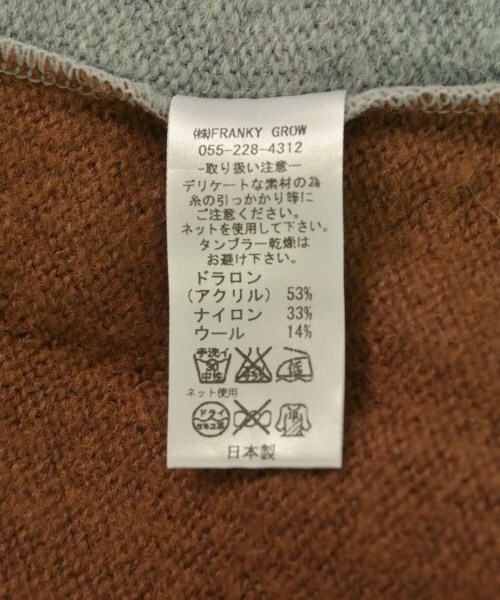 ㈱FRANKY GROW
055-228-4312
-取り扱い注意-
デリケートな素材の為
糸の引っかかり等に
ご注意ください。
ネットを使用して下さい。
タンブラー乾燥は
お避け下さい。
ドラロン
(アクリル) 53%
ナイロン 33%
ウール 14%
手洗イ
30
中性
ネット使用
ドライ
セキユ系
日本製